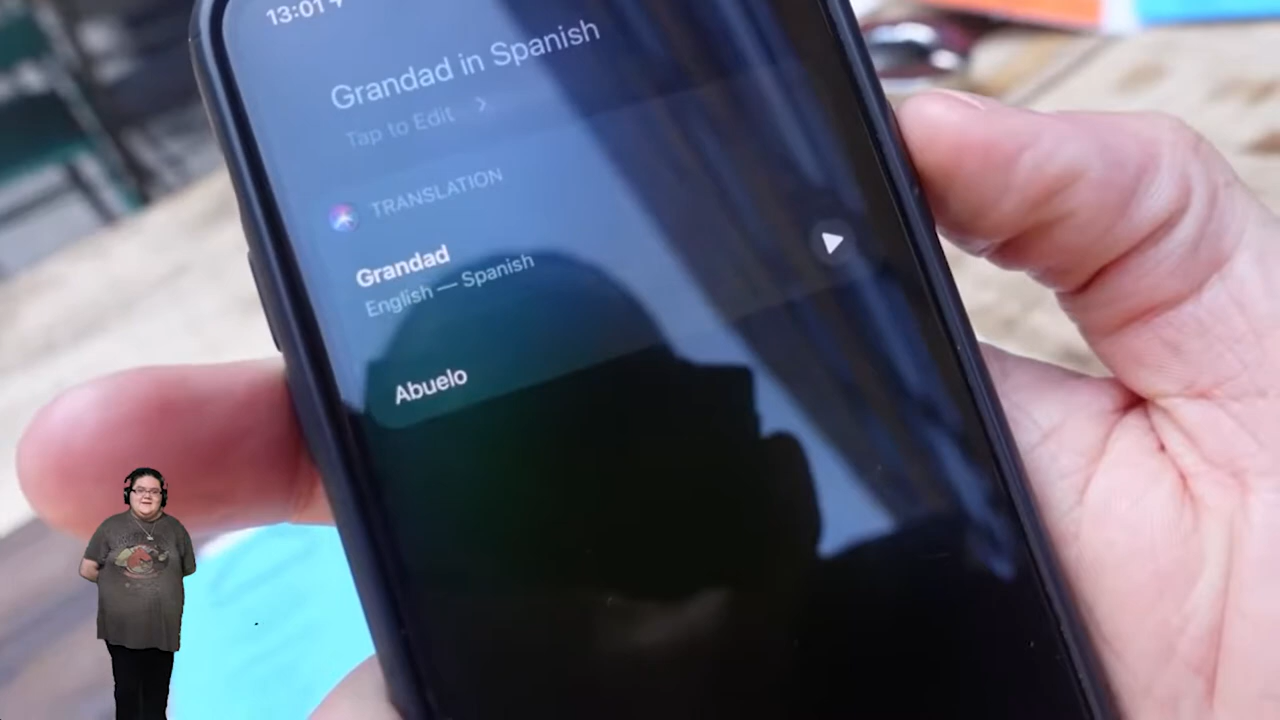 13:01
Grandad in Spanish
Tap to Edit >
TRANSLATION
Grandad
English — Spanish
Abuelo